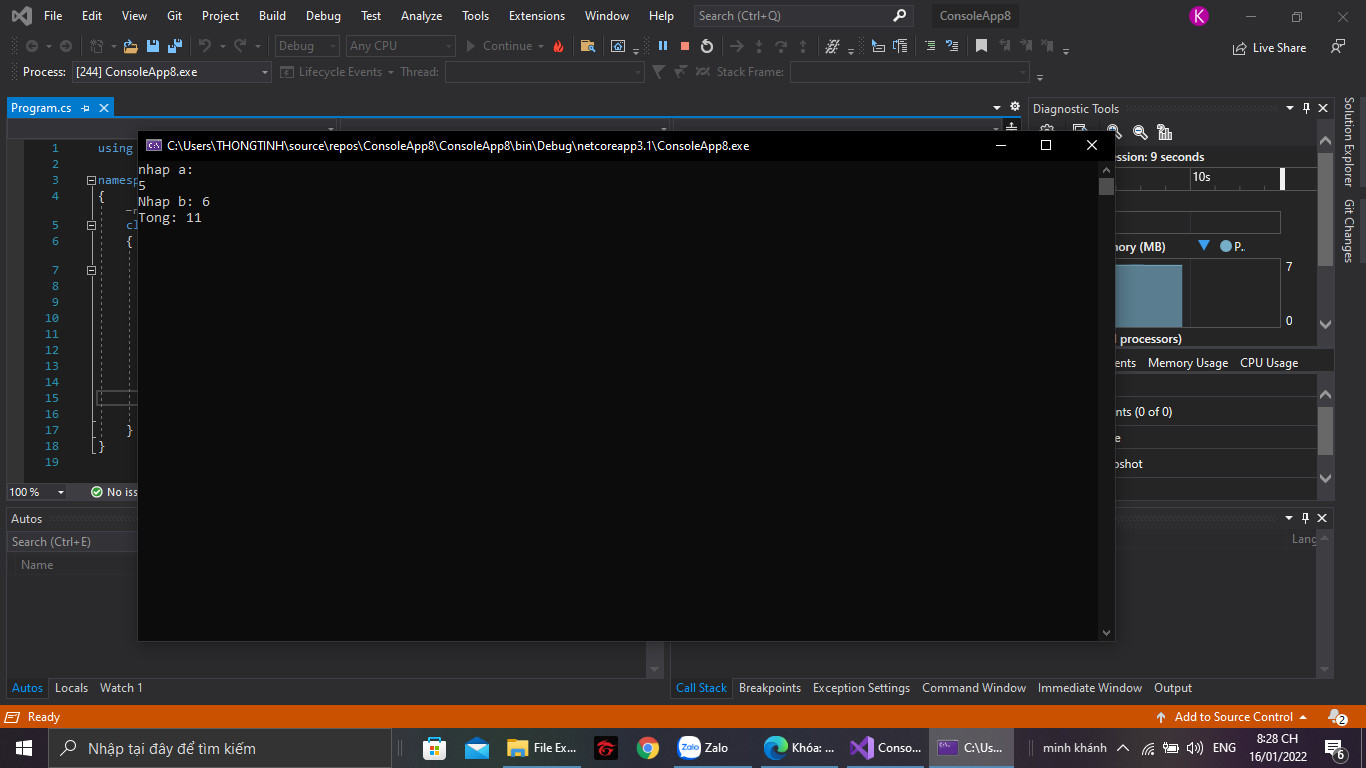 File Edit View Git Project Build Debug Test Analyze Tools Extensions Window Help Search (Ctrl+Q) ConsoleApp8 K
Debug Any CPU Continue Live Share
Process: [244] ConsoleApp8.exe Lifecycle Events Thread: Stack Frame:
Program.cs
Diagnostic Tools
Solution Explorer
Git Changes
C:\Users\THONGTINH\source\repos\ConsoleApp8\ConsoleApp8\bin\Debug\netcoreapp3.1\ConsoleApp8.exe
nhap a:
5
Nhap b: 6
Tong: 11
1 using
2
3 namesp
4 {
5 cl
6 {
7
8
9
10
11
12
13
14
15
16
17 }
18 }
19
100 % No iss
ssion: 9 seconds
10s
ory (MB) P..
7
0
processors)
ents Memory Usage CPU Usage
nts (0 of 0)
e
pshot
Autos
Search (Ctrl+E)
Name
Lang
Autos Locals Watch 1
Call Stack Breakpoints Exception Settings Command Window Immediate Window Output
Ready Add to Source Control 2
Nhập tại đây để tìm kiếm File Ex... Zalo Zalo Khóa: ... Conso... C:\Us... minh khánh ENG 8:28 CH
16/01/2022 6